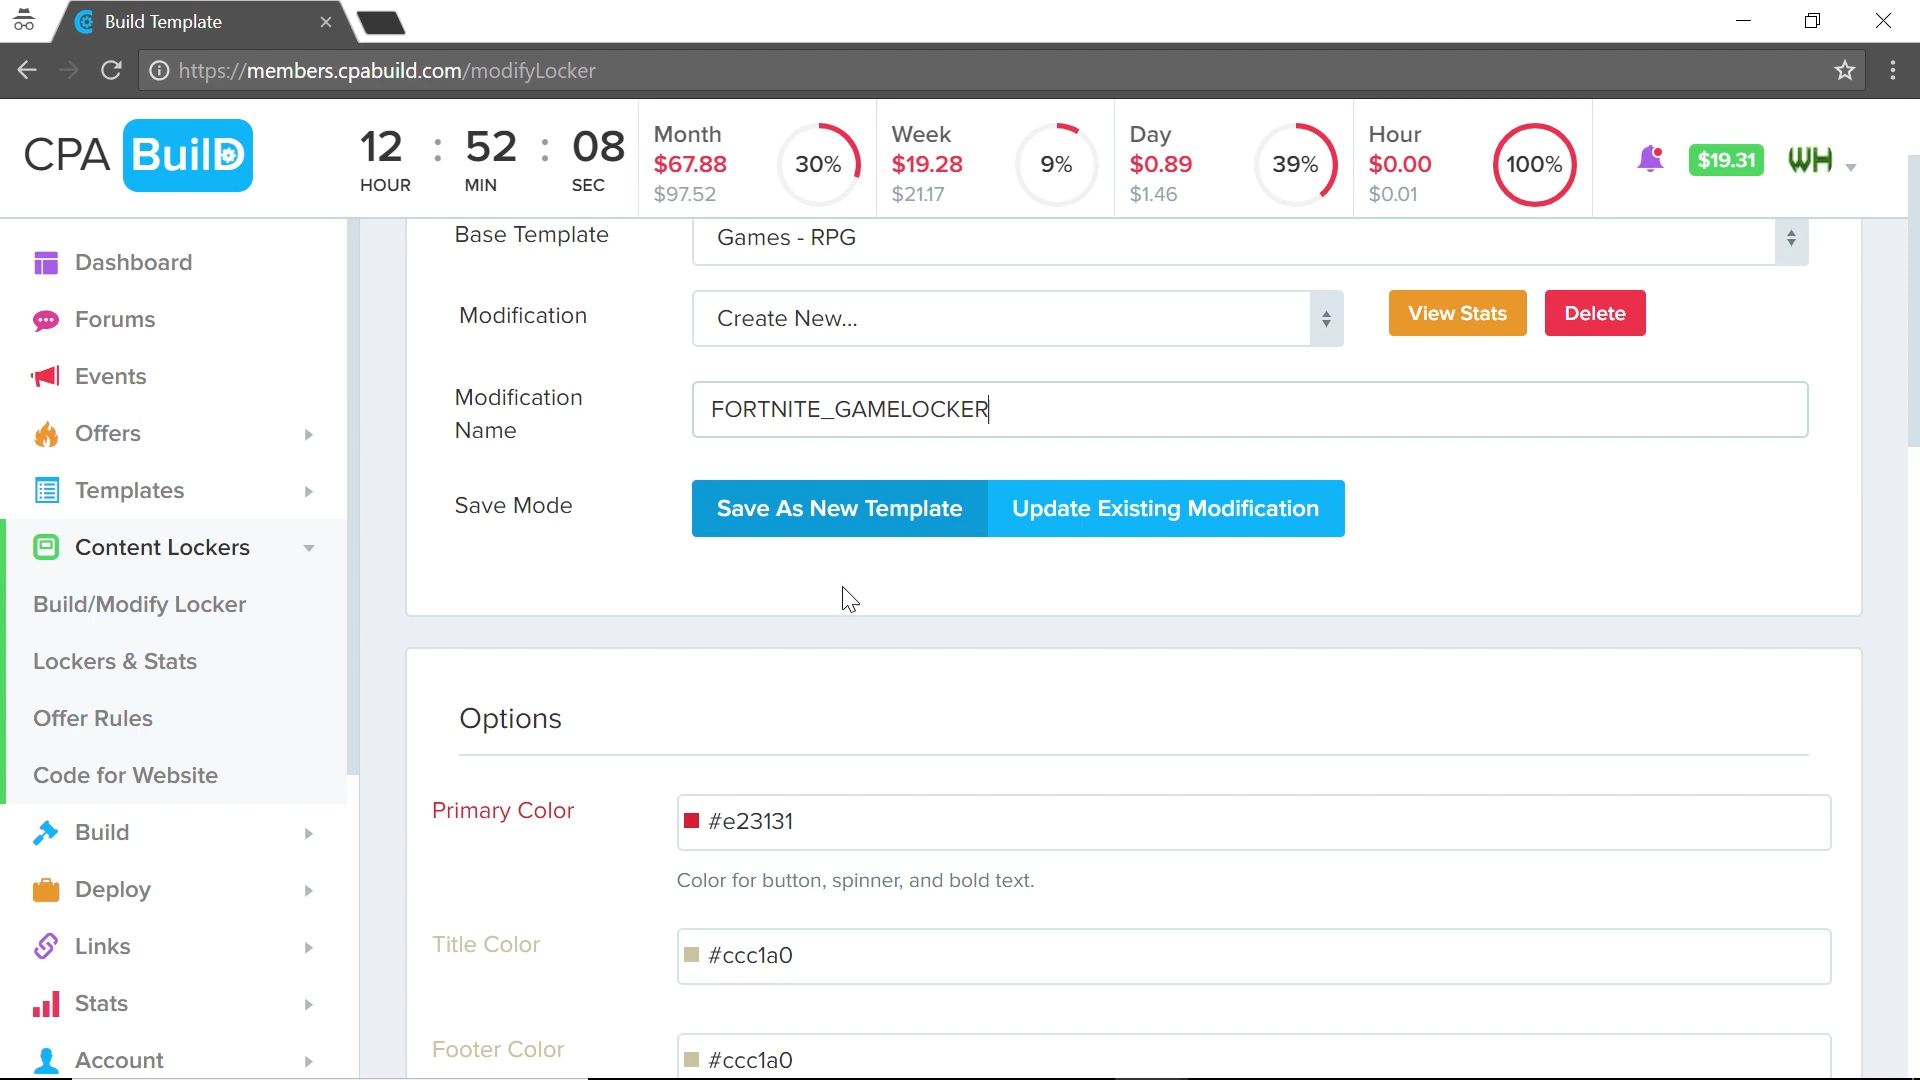 Build Template
https://members.cpabuild.com/modifyLocker
CPA BuilD
12 : 52 : 08
HOUR MIN SEC
Month
$67.88
$97.52
30%
Week
$19.28
$21.17
9%
Day
$0.89
$1.46
39%
Hour
$0.00
$0.01
100%
$19.31
WH
Dashboard
Forums
Events
Offers
Templates
Content Lockers
Build/Modify Locker
Lockers & Stats
Offer Rules
Code for Website
Build
Deploy
Links
Stats
Account
Base Template
Games - RPG
Modification
Create New...
View Stats
Delete
Modification
Name
FORTNITE_GAMELOCKER
Save Mode
Save As New Template
Update Existing Modification
Options
Primary Color
#e23131
Color for button, spinner, and bold text.
Title Color
#ccc1a0
Footer Color
#ccc1a0